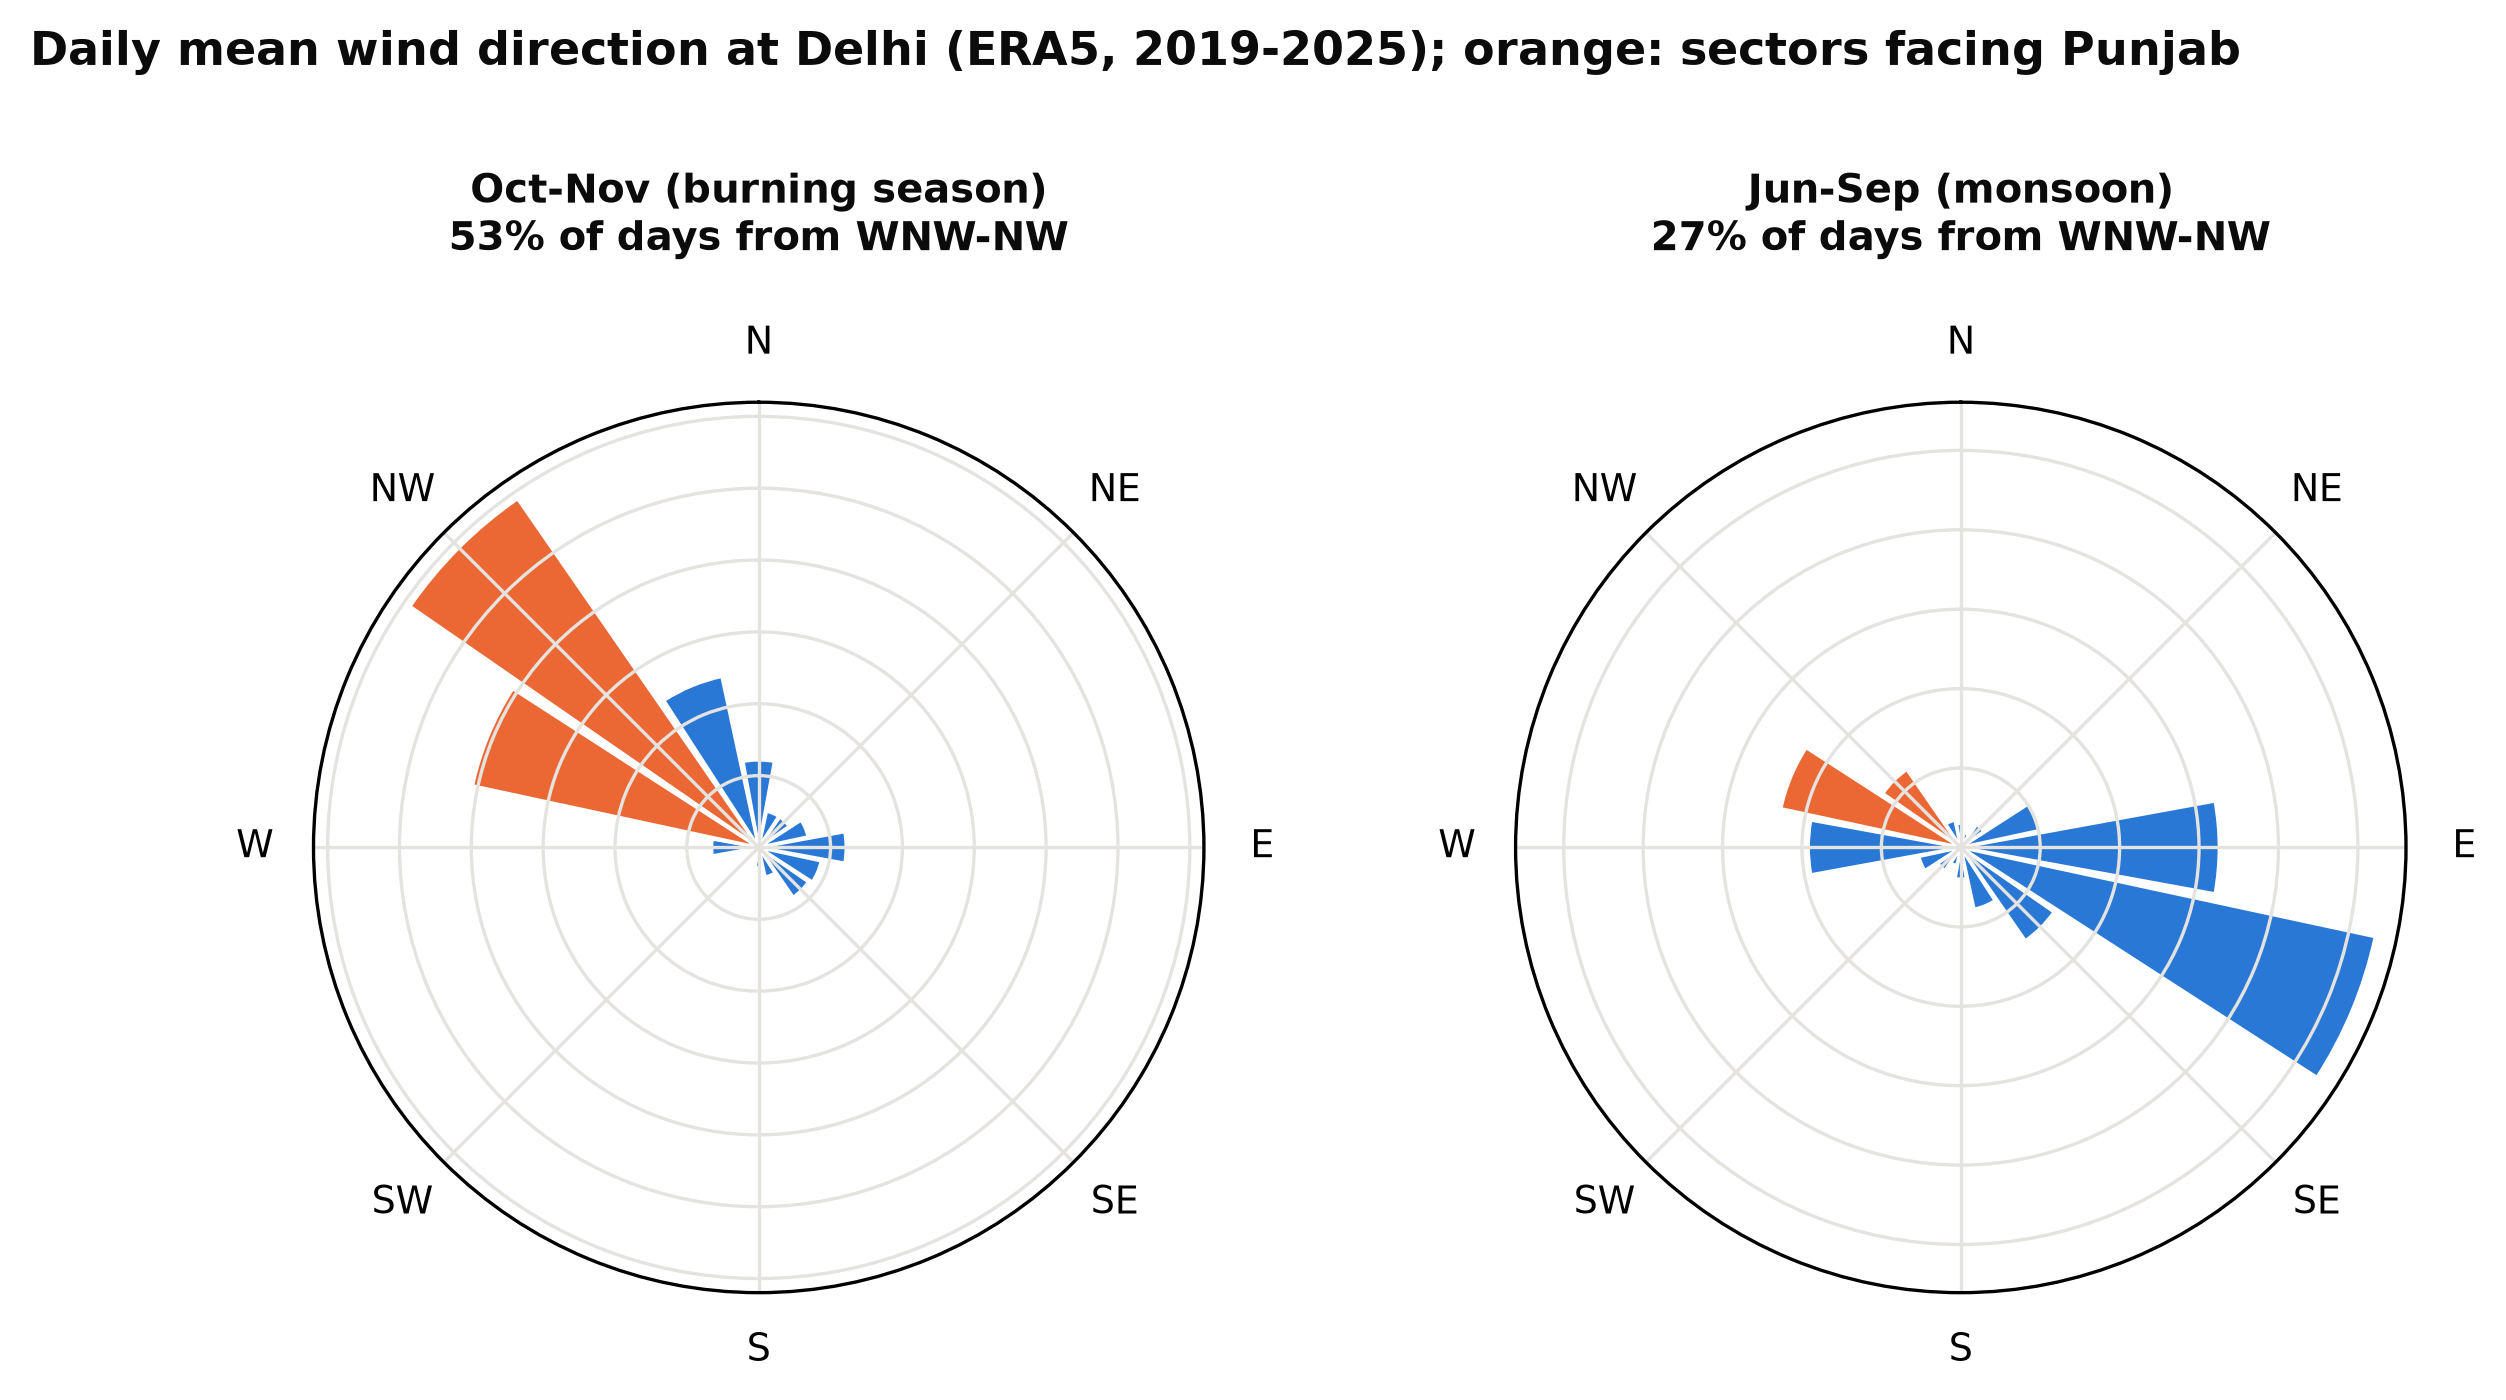 Daily mean wind direction at Delhi (ERA5, 2019-2025); orange: sectors facing Punjab
Oct-Nov (burning season)
53% of days from WNW-NW
N
NW
NE
W
E
SW
SE
S
Jun-Sep (monsoon)
27% of days from WNW-NW
N
NW
NE
W
E
SW
SE
S